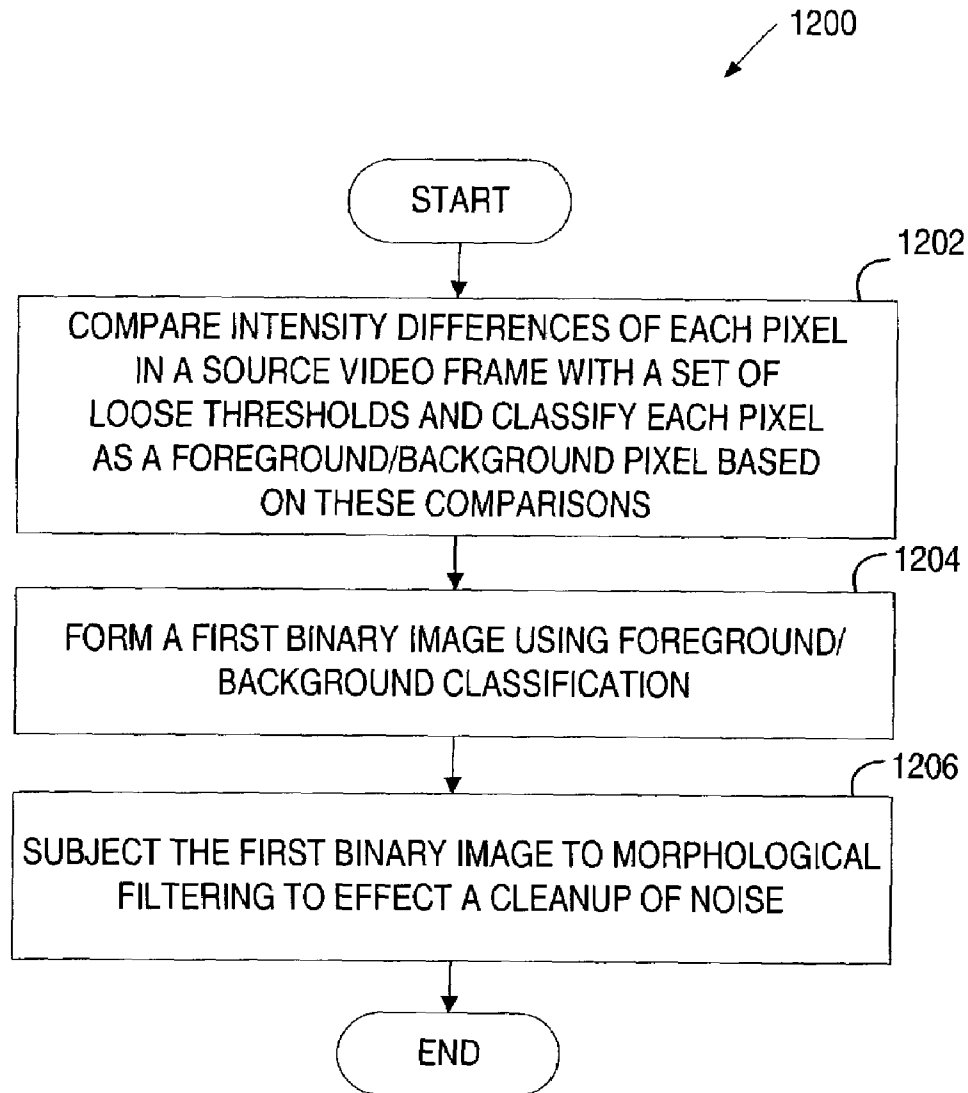 1200
START
1202
COMPARE INTENSITY DIFFERENCES OF EACH PIXEL
IN A SOURCE VIDEO FRAME WITH A SET OF
LOOSE THRESHOLDS AND CLASSIFY EACH PIXEL
AS A FOREGROUND/BACKGROUND PIXEL BASED
ON THESE COMPARISONS
1204
FORM A FIRST BINARY IMAGE USING FOREGROUND/
BACKGROUND CLASSIFICATION
1206
SUBJECT THE FIRST BINARY IMAGE TO MORPHOLOGICAL
FILTERING TO EFFECT A CLEANUP OF NOISE
END